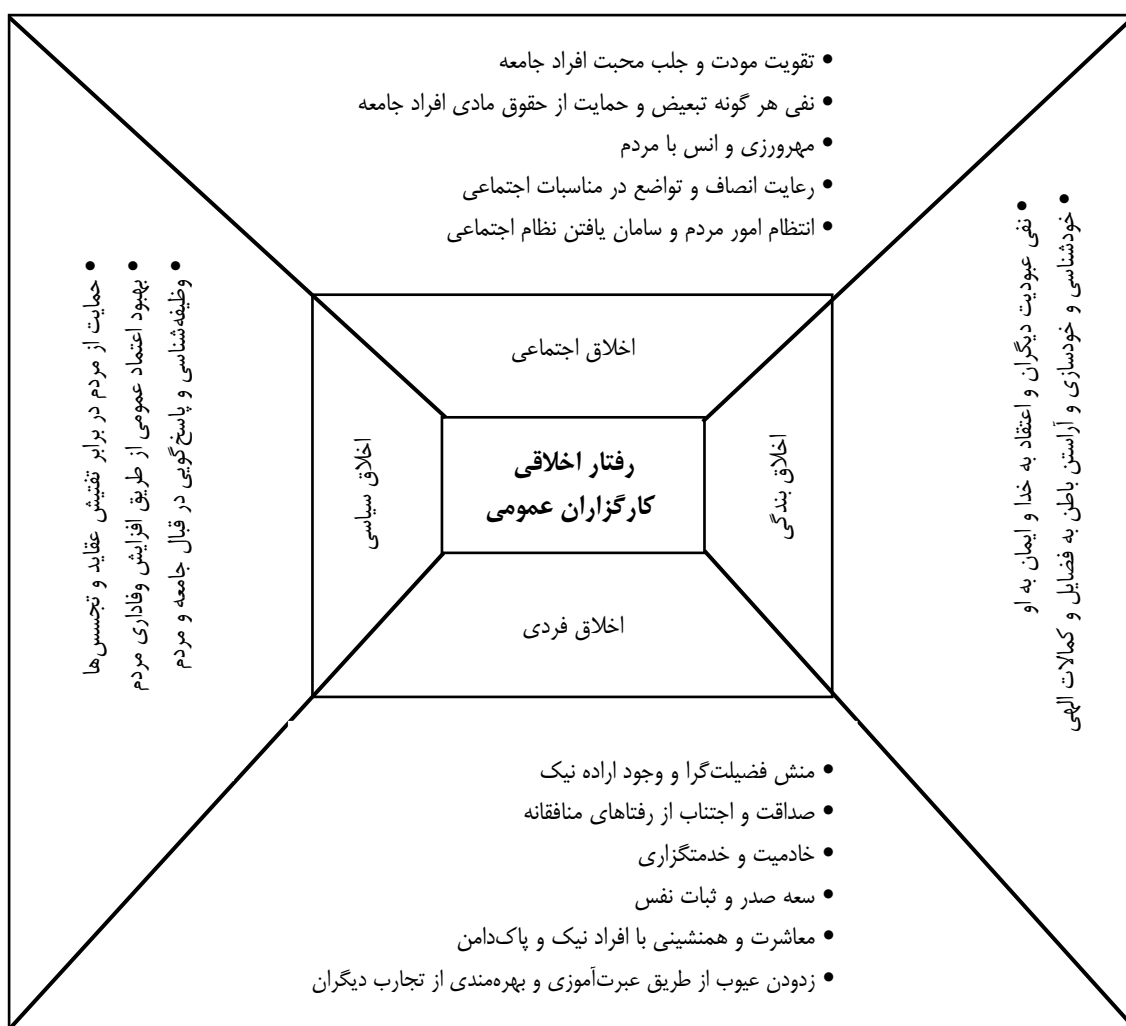 • تقویت مودت و جلب محبت افراد جامعه
• نفی هر گونه تبعیض و حمایت از حقوق مادی افراد جامعه
• مهرورزی و انس با مردم
• رعایت انصاف و تواضع در مناسبات اجتماعی
• انتظام امور مردم و سامان یافتن نظام اجتماعی
• خودشناسی و خودسازی و آراستن باطن به فضایل و کمالات الهی
• نفی عبودیت دیگران و اعتقاد به خدا و ایمان به او
اخلاق اجتماعی
اخلاق بندگی
رفتار اخلاقی
کارگزاران عمومی
اخلاق سیاسی
اخلاق فردی
• حمایت از مردم در برابر تفتیش عقاید و تجسس‌ها
• بهبود اعتماد عمومی از طریق افزایش وفاداری مردم
• وظیفه‌شناسی و پاسخ‌گویی در قبال جامعه و مردم
• منش فضیلت‌گرا و وجود اراده نیک
• صداقت و اجتناب از رفتاهای منافقانه
• خادمیت و خدمتگزاری
• سعه صدر و ثبات نفس
• معاشرت و همنشینی با افراد نیک و پاک‌دامن
• زدودن عیوب از طریق عبرت‌آموزی و بهره‌مندی از تجارب دیگران